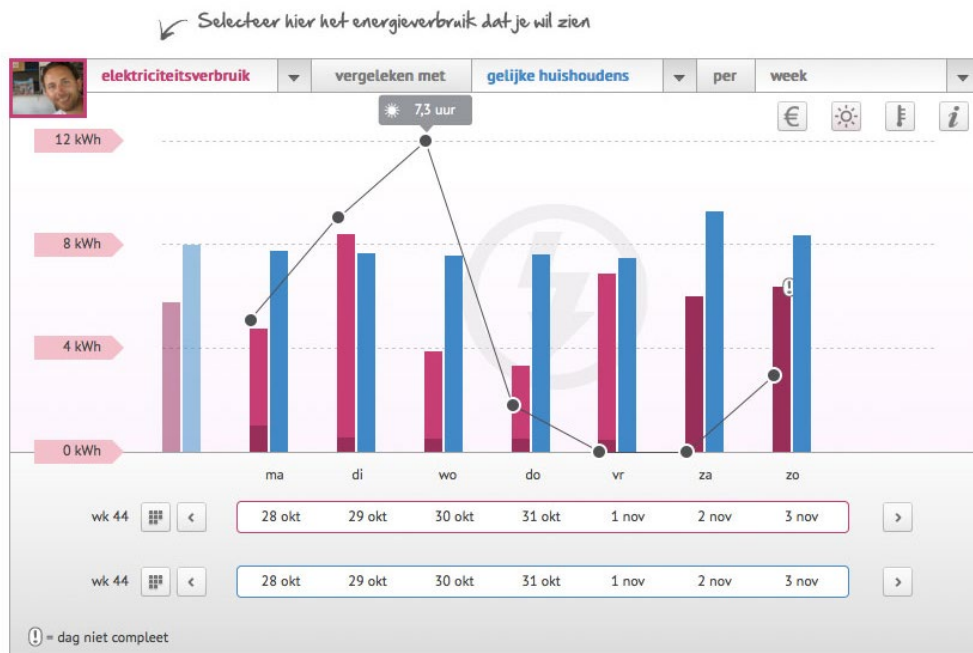 Selecteer hier het energieverbruik dat je wil zien
elektriciteitsverbruik vergeleken met gelijke huishoudens per week
7,3 uur
€ i
12 kWh
8 kWh
4 kWh
0 kWh
ma di wo do vr za zo
wk 44 < 28 okt 29 okt 30 okt 31 okt 1 nov 2 nov 3 nov >
wk 44 < 28 okt 29 okt 30 okt 31 okt 1 nov 2 nov 3 nov >
! = dag niet compleet